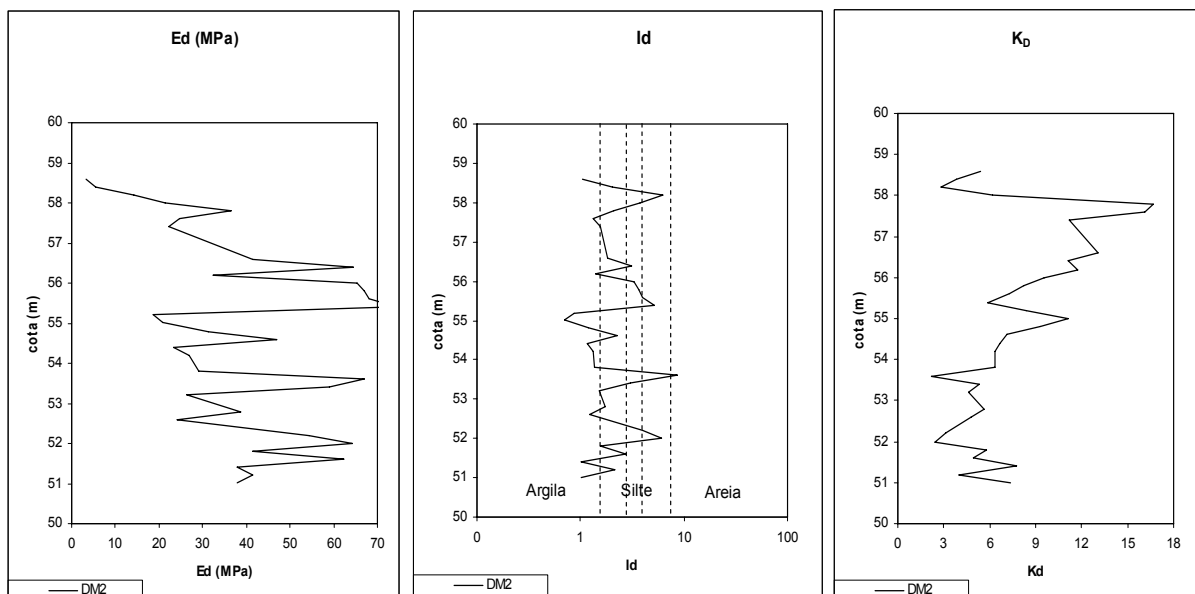 Ed (MPa)
60
59
58
57
56
55
54
53
52
51
50
cota (m)
0 10 20 30 40 50 60 70
Ed (MPa)
DM2
Id
60
59
58
57
56
55
54
53
52
51
50
cota (m)
Argila Silte Areia
0 1 10 100
Id
DM2
K_D
60
59
58
57
56
55
54
53
52
51
50
cota (m)
0 3 6 9 12 15 18
Kd
DM2